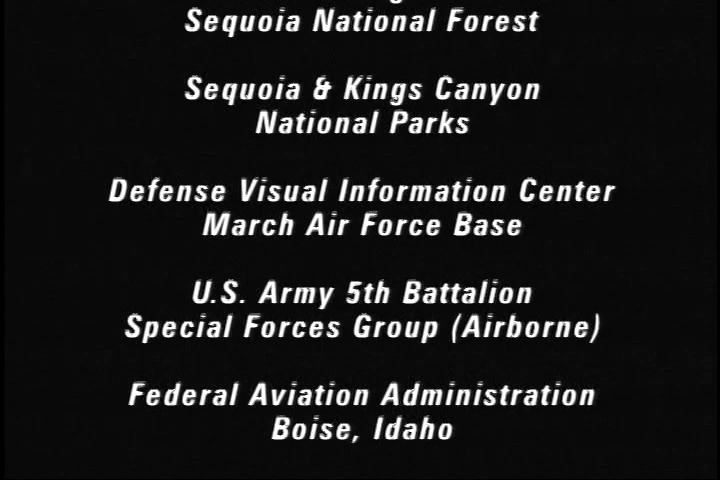 Sequoia National Forest
Sequoia & Kings Canyon
National Parks
Defense Visual Information Center
March Air Force Base
U.S. Army 5th Battalion
Special Forces Group (Airborne)
Federal Aviation Administration
Boise, Idaho